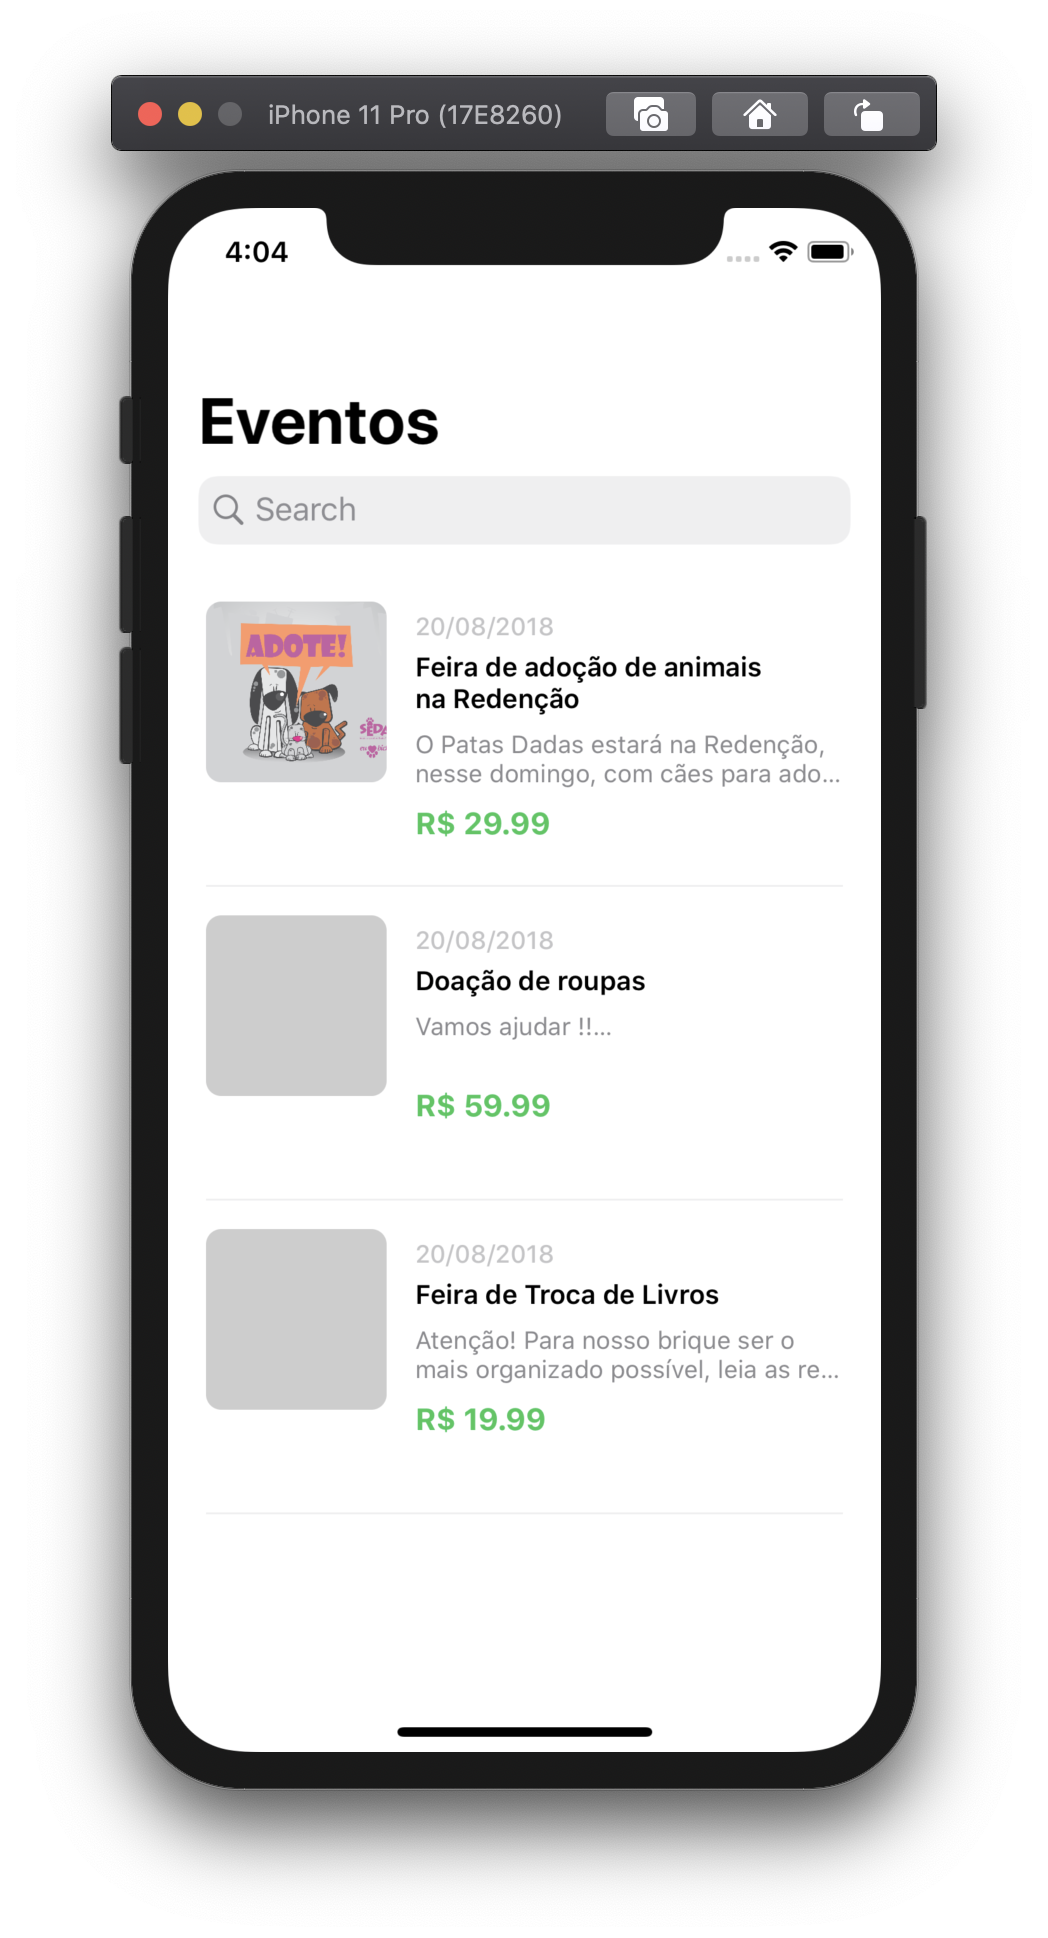 iPhone 11 Pro (17E8260)
4:04
Eventos
Search
ADOTE!
SEDA
20/08/2018
Feira de adoção de animais
na Redenção
O Patas Dadas estará na Redenção,
nesse domingo, com cães para ado...
R$ 29.99
20/08/2018
Doação de roupas
Vamos ajudar !!...
R$ 59.99
20/08/2018
Feira de Troca de Livros
Atenção! Para nosso brique ser o
mais organizado possível, leia as re...
R$ 19.99